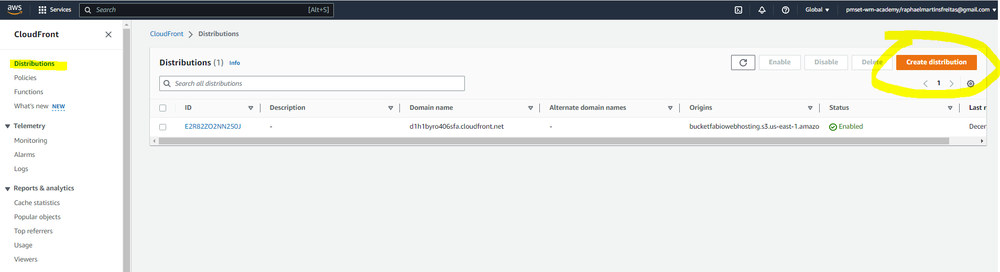 aws Services Search [Alt+S] Global pmset-wm-academy/raphaelmartinsfreitas@gmail.com
CloudFront
Distributions
Policies
Functions
What's new NEW
Telemetry
Monitoring
Alarms
Logs
Reports & analytics
Cache statistics
Popular objects
Top referrers
Usage
Viewers
CloudFront Distributions
Distributions (1) Info Enable Disable Delete Create distribution
Search all distributions 1
ID Description Domain name Alternate domain names Origins Status Last
E2R82ZO2NN250J - d1h1byro406sfa.cloudfront.net - bucketfabiowebhosting.s3.us-east-1.amazo Enabled Decer